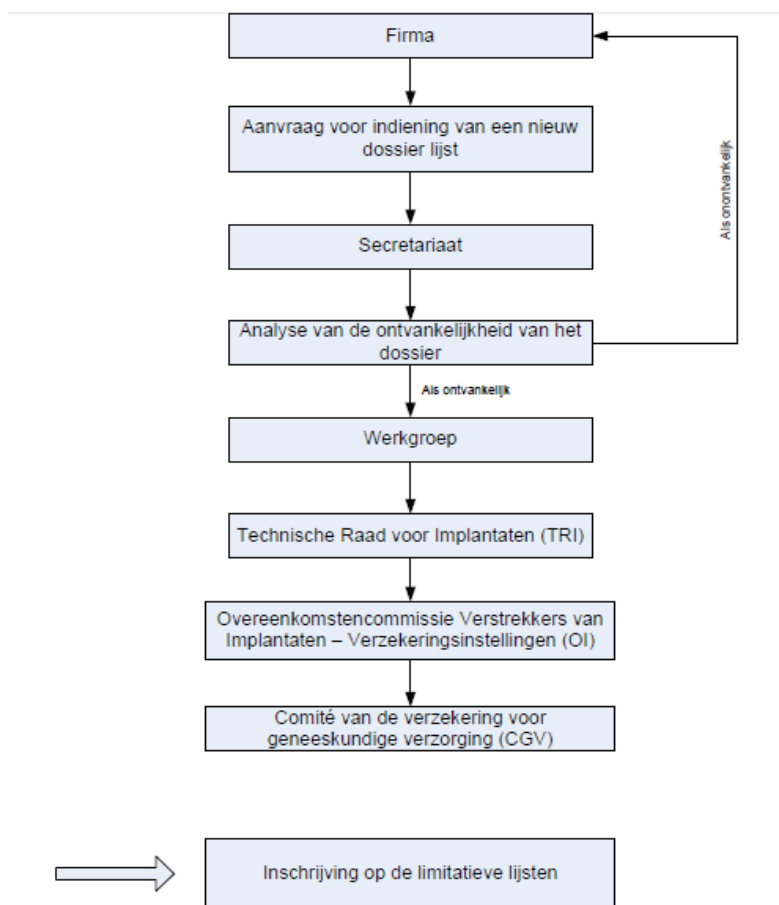 Firma
Aanvraag voor indiening van een nieuw
dossier lijst
Secretariaat
Analyse van de ontvankelijkheid van het
dossier
Als onontvankelijk
Als ontvankelijk
Werkgroep
Technische Raad voor Implantaten (TRI)
Overeenkomstencommissie Verstrekkers van
Implantaten – Verzekeringsinstellingen (OI)
Comité van de verzekering voor
geneeskundige verzorging (CGV)
Inschrijving op de limitatieve lijsten